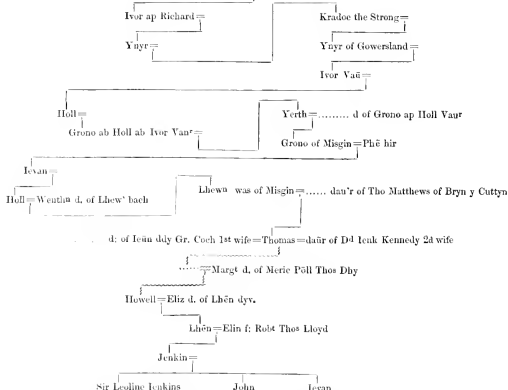 Ivor ap Richard = Kradoc the Strong =
Ynyr = Ynyr of Gowersland =
Ivor Vaū =
Holl = Yerth = ......... d of Grono ap Holl Vaur
Grono ab Holl ab Ivor Vaur = Grono of Misgin = Phē hir
Ievan =
Holl = Wentha d, of Lhew' bach Lhewn was of Misgin = ...... dau'r of Tho Matthews of Bryn y Cuttyn
d; of Ieūn ddy Gr. Coch 1st wife = Thomas = daūr of Dd Ienk Kennedy 2d wife
...... = Margt d, of Meric Pöll Thos Dhy
Howell = Eliz d. of Lhēn dyv.
Lhēn = Elin f; Robt Thos Lloyd
Jenkin =
Sir Leoline Jenkins John Ievan